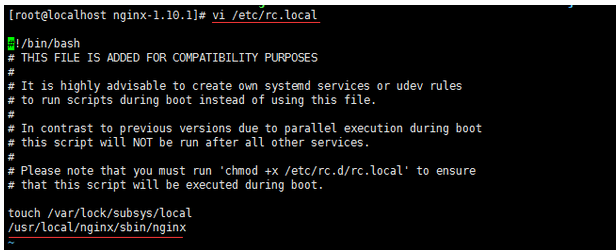 [root@localhost nginx-1.10.1]# vi /etc/rc.local
#!/bin/bash
# THIS FILE IS ADDED FOR COMPATIBILITY PURPOSES
#
# It is highly advisable to create own systemd services or udev rules
# to run scripts during boot instead of using this file.
#
# In contrast to previous versions due to parallel execution during boot
# this script will NOT be run after all other services.
#
# Please note that you must run 'chmod +x /etc/rc.d/rc.local' to ensure
# that this script will be executed during boot.
touch /var/lock/subsys/local
/usr/local/nginx/sbin/nginx
~